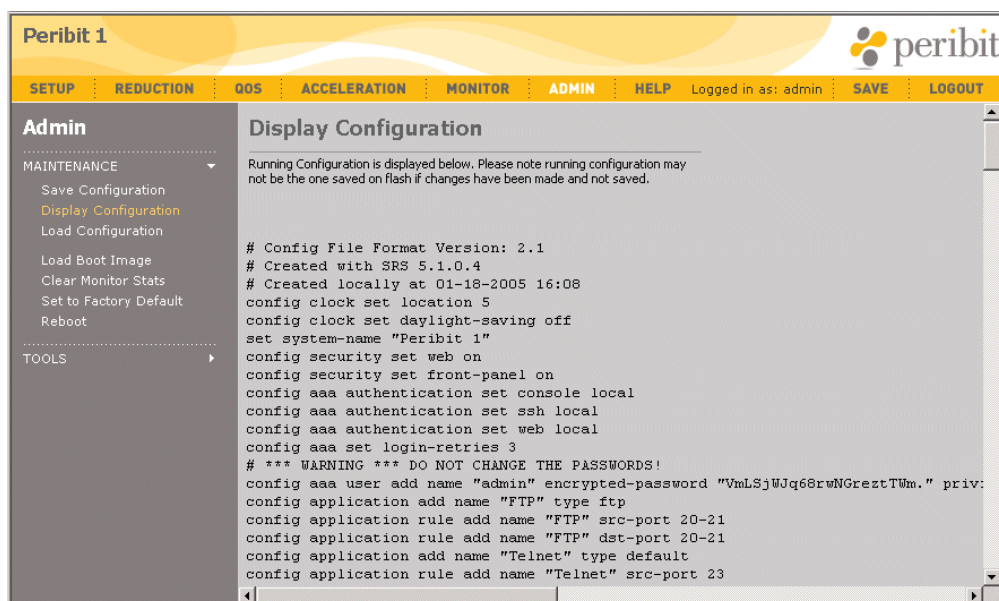 Peribit 1
peribit
SETUP REDUCTION QOS ACCELERATION MONITOR ADMIN HELP Logged in as: admin SAVE LOGOUT
Admin
MAINTENANCE
Save Configuration
Display Configuration
Load Configuration
Load Boot Image
Clear Monitor Stats
Set to Factory Default
Reboot
TOOLS
Display Configuration
Running Configuration is displayed below. Please note running configuration may
not be the one saved on flash if changes have been made and not saved.
# Config File Format Version: 2.1
# Created with SRS 5.1.0.4
# Created locally at 01-18-2005 16:08
config clock set location 5
config clock set daylight-saving off
set system-name "Peribit 1"
config security set web on
config security set front-panel on
config aaa authentication set console local
config aaa authentication set ssh local
config aaa authentication set web local
config aaa set login-retries 3
# *** WARNING *** DO NOT CHANGE THE PASSWORDS!
config aaa user add name "admin" encrypted-password "VmLSjWJq68rwNGreztTWm." priv
config application add name "FTP" type ftp
config application rule add name "FTP" src-port 20-21
config application rule add name "FTP" dst-port 20-21
config application add name "Telnet" type default
config application rule add name "Telnet" src-port 23